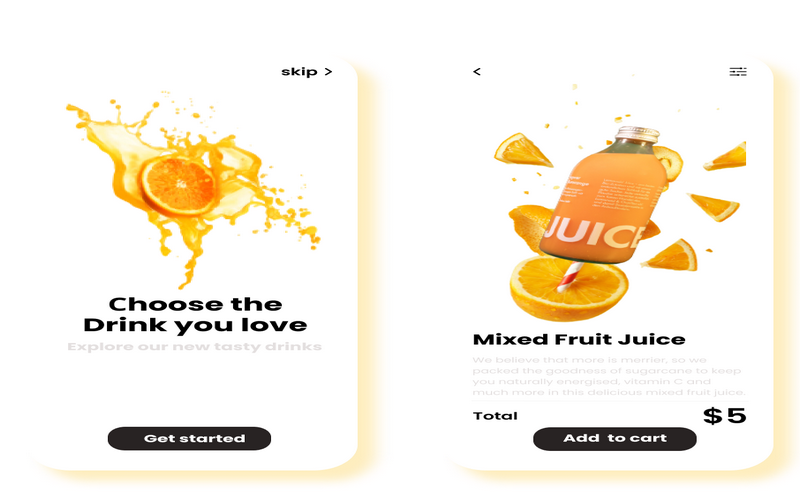 skip >
Choose the
Drink you love
Explore our new tasty drinks
Get started
<
JUICE
Mixed Fruit Juice
We believe that more is merrier, so we
packed the goodness of sugarcane to keep
you naturally energised, vitamin C and
much more in this delicious mixed fruit juice.
Total
$5
Add to cart